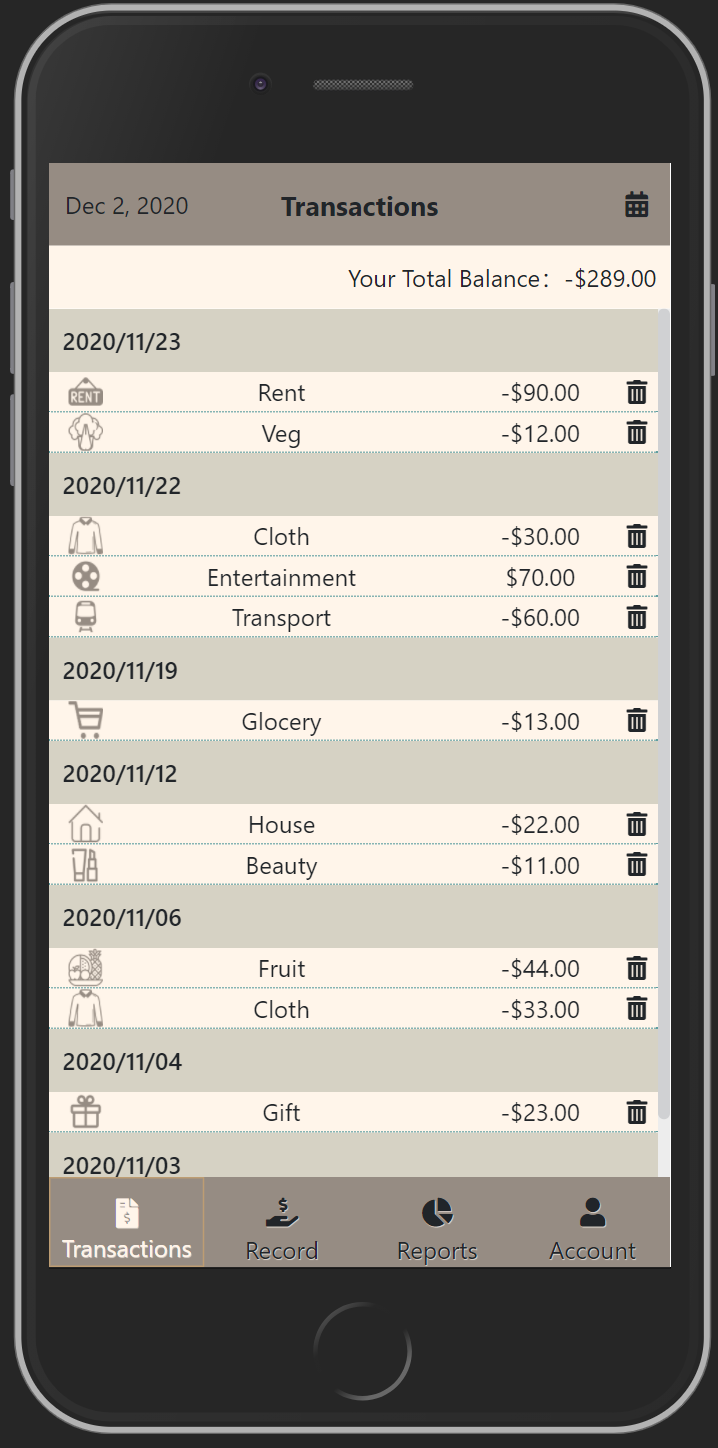 Dec 2, 2020 Transactions
Your Total Balance: -$289.00
2020/11/23
RENT Rent -$90.00
Veg -$12.00
2020/11/22
Cloth -$30.00
Entertainment $70.00
Transport -$60.00
2020/11/19
Glocery -$13.00
2020/11/12
House -$22.00
Beauty -$11.00
2020/11/06
Fruit -$44.00
Cloth -$33.00
2020/11/04
Gift -$23.00
2020/11/03
$ $
Transactions Record Reports Account